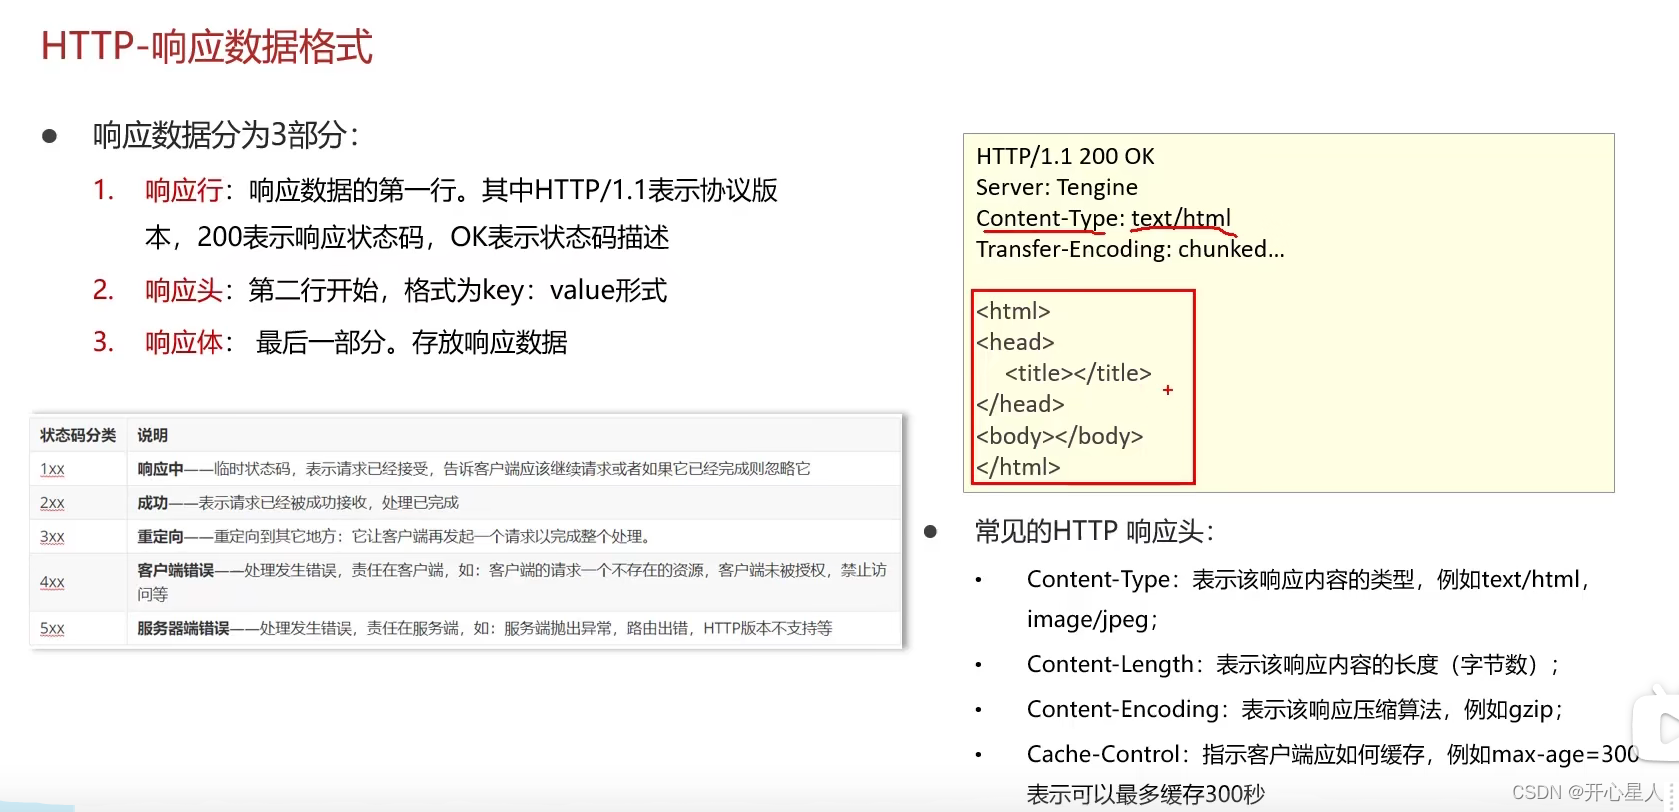 HTTP-响应数据格式
● 响应数据分为3部分：
1. 响应行：响应数据的第一行。其中HTTP/1.1表示协议版
本，200表示响应状态码，OK表示状态码描述
2. 响应头：第二行开始，格式为key：value形式
3. 响应体： 最后一部分。存放响应数据
状态码分类 说明
1xx 响应中——临时状态码，表示请求已经接受，告诉客户端应该继续请求或者如果它已经完成则忽略它
2xx 成功——表示请求已经被成功接收，处理已完成
3xx 重定向——重定向到其它地方：它让客户端再发起一个请求以完成整个处理。
4xx 客户端错误——处理发生错误，责任在客户端，如：客户端的请求一个不存在的资源，客户端未被授权，禁止访
问等
5xx 服务器端错误——处理发生错误，责任在服务端，如：服务端抛出异常，路由出错，HTTP版本不支持等
HTTP/1.1 200 OK
Server: Tengine
Content-Type: text/html
Transfer-Encoding: chunked…
<html>
<head>
<title></title>
</head>
<body></body>
</html>
● 常见的HTTP 响应头：
• Content-Type：表示该响应内容的类型，例如text/html，
image/jpeg；
• Content-Length：表示该响应内容的长度（字节数）；
• Content-Encoding：表示该响应压缩算法，例如gzip；
• Cache-Control：指示客户端应如何缓存，例如max-age=300
表示可以最多缓存300秒
CSDN @开心星人